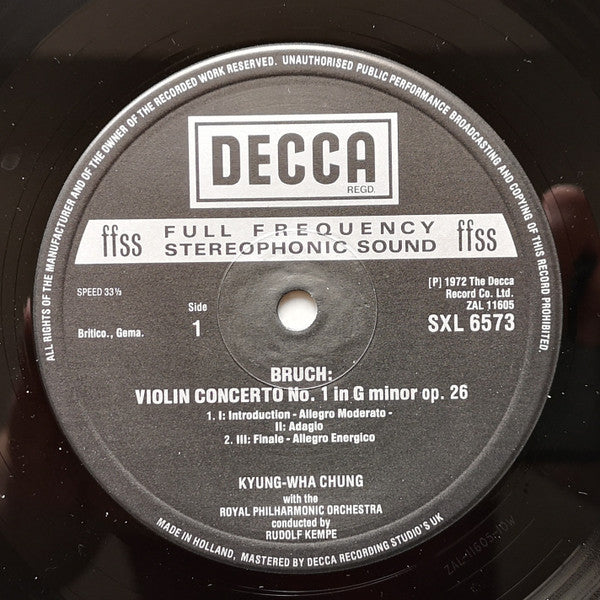 ALL RIGHTS OF THE MANUFACTURER AND OF THE OWNER OF THE RECORDED WORK RESERVED. UNAUTHORISED PUBLIC PERFORMANCE BROADCASTING AND COPYING OF THIS RECORD PROHIBITED.
DECCA
REGD.
ffss FULL FREQUENCY ffss
STEREOPHONIC SOUND
SPEED 33⅓
Side
1
Britico., Gema.
[P] 1972 The Decca
Record Co. Ltd.
ZAL 11605
SXL 6573
BRUCH:
VIOLIN CONCERTO No. 1 in G minor op. 26
1. I: Introduction - Allegro Moderato -
II: Adagio
2. III: Finale - Allegro Energico
KYUNG-WHA CHUNG
with the
ROYAL PHILHARMONIC ORCHESTRA
conducted by
RUDOLF KEMPE
MADE IN HOLLAND, MASTERED BY DECCA RECORDING STUDIO'S UK